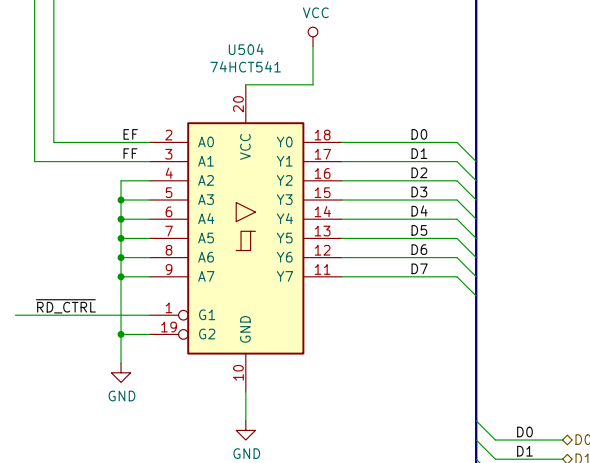 VCC
U504
74HCT541
20
VCC
EF 2 A0 Y0 18 D0
FF 3 A1 Y1 17 D1
4 A2 Y2 16 D2
5 A3 Y3 15 D3
6 A4 Y4 14 D4
7 A5 Y5 13 D5
8 A6 Y6 12 D6
9 A7 Y7 11 D7
RD_CTRL 1 G1
19 G2
GND
10
GND
GND
D0 D0
D1 D1